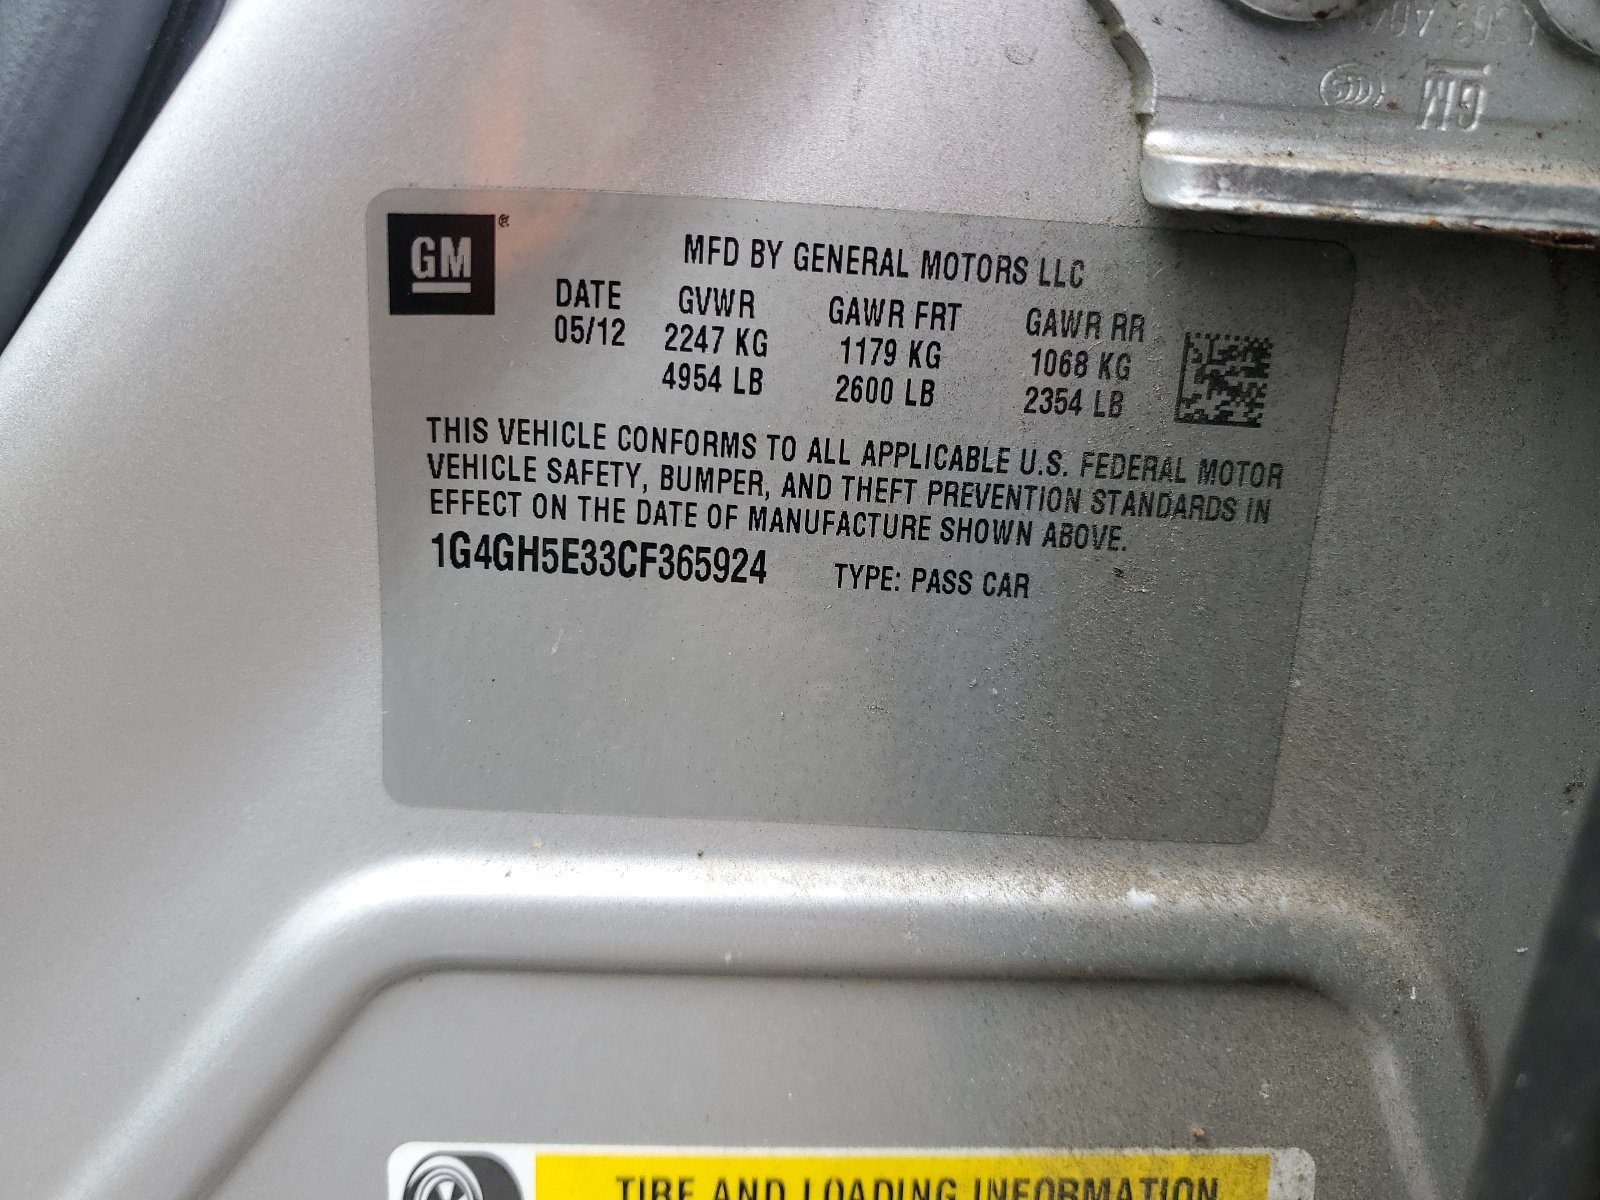 GM ®
MFD BY GENERAL MOTORS LLC
DATE GVWR GAWR FRT GAWR RR
05/12 2247 KG 1179 KG 1068 KG
4954 LB 2600 LB 2354 LB
THIS VEHICLE CONFORMS TO ALL APPLICABLE U.S. FEDERAL MOTOR
VEHICLE SAFETY, BUMPER, AND THEFT PREVENTION STANDARDS IN
EFFECT ON THE DATE OF MANUFACTURE SHOWN ABOVE.
1G4GH5E33CF365924 TYPE: PASS CAR
TIRE AND LOADING INFORMATION